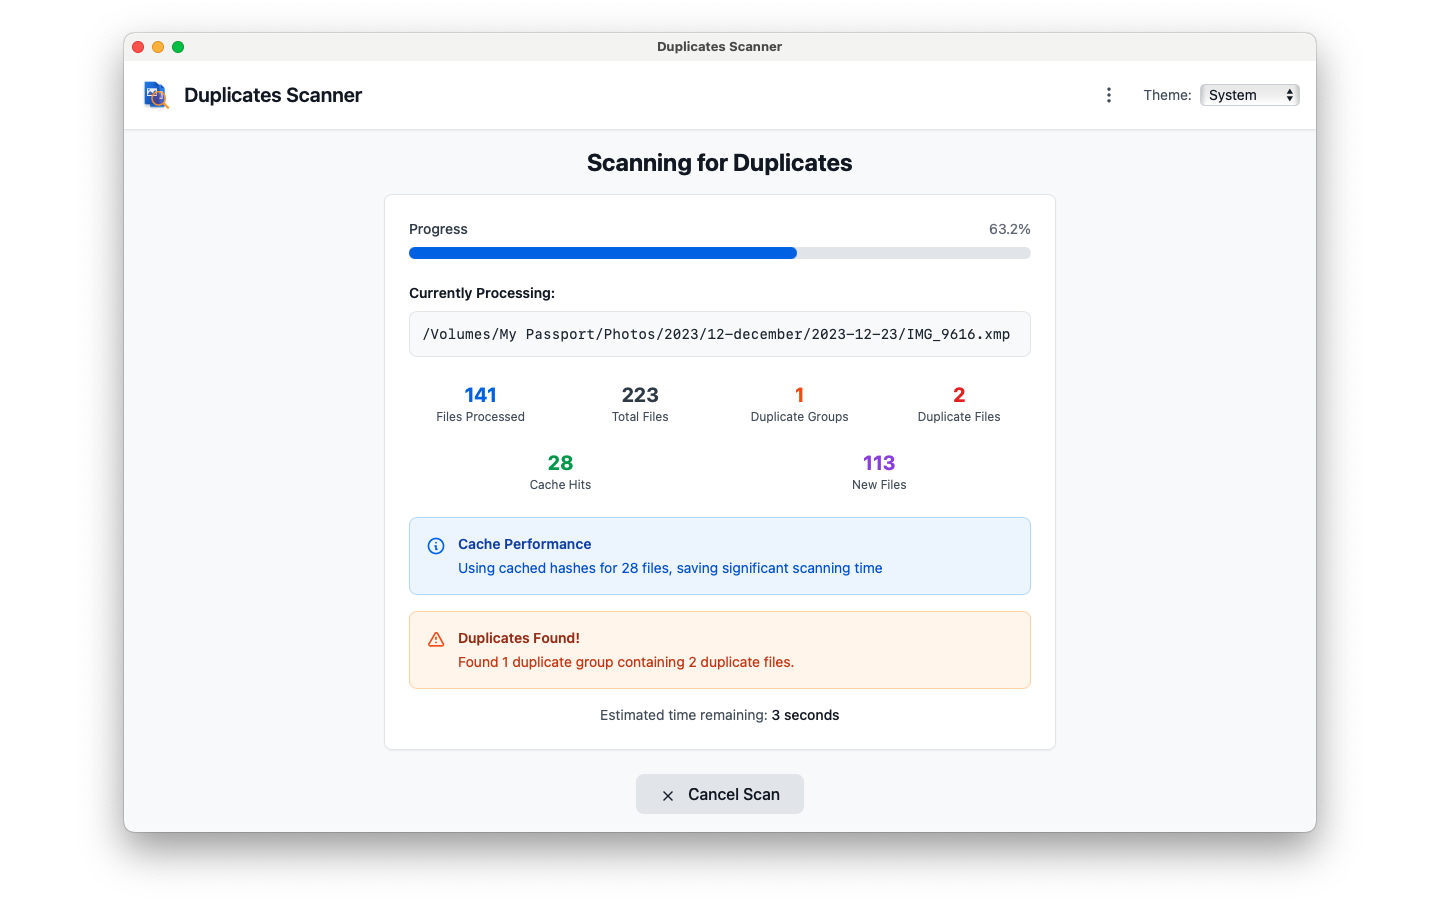 Duplicates Scanner
Duplicates Scanner
Theme: System
Scanning for Duplicates
Progress 63.2%
Currently Processing:
/Volumes/My Passport/Photos/2023/12-december/2023-12-23/IMG_9616.xmp
141 223 1 2
Files Processed Total Files Duplicate Groups Duplicate Files
28 113
Cache Hits New Files
Cache Performance
Using cached hashes for 28 files, saving significant scanning time
Duplicates Found!
Found 1 duplicate group containing 2 duplicate files.
Estimated time remaining: 3 seconds
Cancel Scan